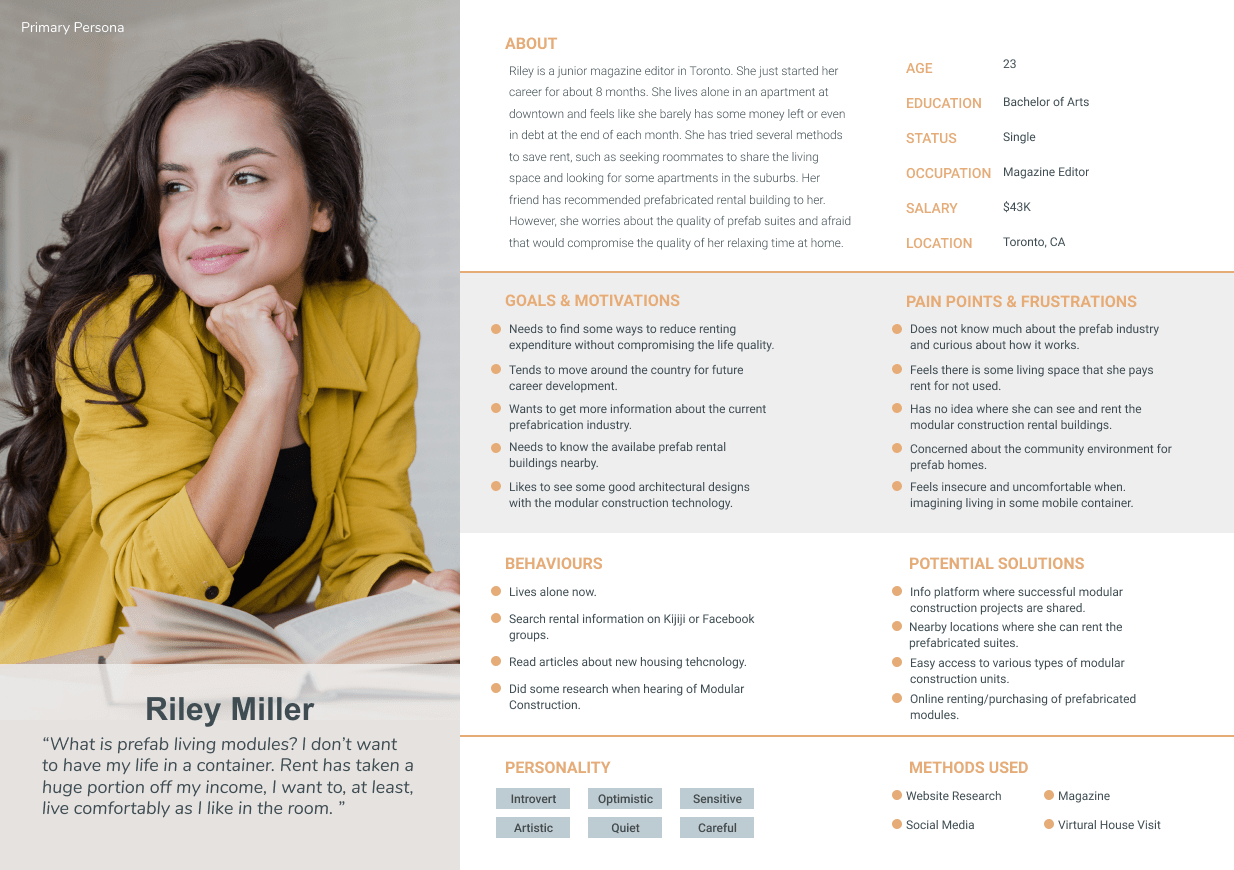 Primary Persona
Riley Miller
“What is prefab living modules? I don’t want
to have my life in a container. Rent has taken a
huge portion off my income, I want to, at least,
live comfortably as I like in the room. ”
ABOUT
Riley is a junior magazine editor in Toronto. She just started her
career for about 8 months. She lives alone in an apartment at
downtown and feels like she barely has some money left or even
in debt at the end of each month. She has tried several methods
to save rent, such as seeking roommates to share the living
space and looking for some apartments in the suburbs. Her
friend has recommended prefabricated rental building to her.
However, she worries about the quality of prefab suites and afraid
that would compromise the quality of her relaxing time at home.
AGE 23
EDUCATION Bachelor of Arts
STATUS Single
OCCUPATION Magazine Editor
SALARY $43K
LOCATION Toronto, CA
GOALS & MOTIVATIONS
Needs to find some ways to reduce renting
expenditure without compromising the life quality.
Tends to move around the country for future
career development.
Wants to get more information about the current
prefabrication industry.
Needs to know the availabe prefab rental
buildings nearby.
Likes to see some good architectural designs
with the modular construction technology.
PAIN POINTS & FRUSTRATIONS
Does not know much about the prefab industry
and curious about how it works.
Feels there is some living space that she pays
rent for not used.
Has no idea where she can see and rent the
modular construction rental buildings.
Concerned about the community environment for
prefab homes.
Feels insecure and uncomfortable when.
imagining living in some mobile container.
BEHAVIOURS
Lives alone now.
Search rental information on Kijiji or Facebook
groups.
Read articles about new housing tehcnology.
Did some research when hearing of Modular
Construction.
POTENTIAL SOLUTIONS
Info platform where successful modular
construction projects are shared.
Nearby locations where she can rent the
prefabricated suites.
Easy access to various types of modular
construction units.
Online renting/purchasing of prefabricated
modules.
PERSONALITY
Introvert Optimistic Sensitive
Artistic Quiet Careful
METHODS USED
Website Research Magazine
Social Media Virtural House Visit